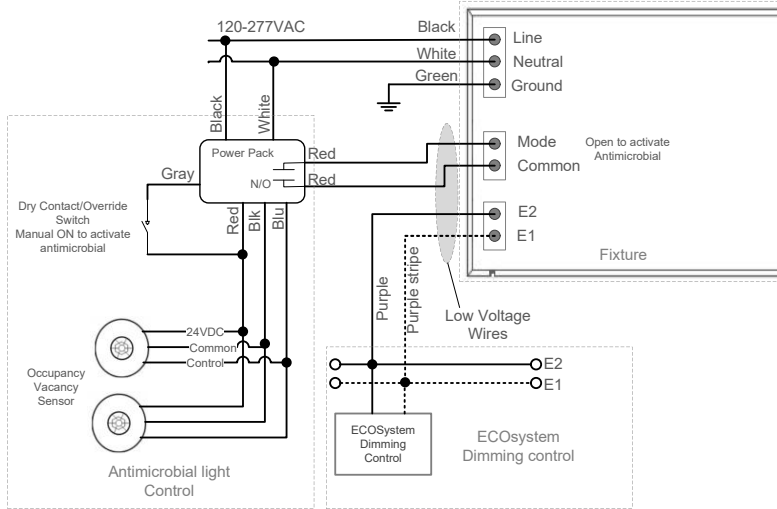 120-277VAC
Black
White
Green
Line
Neutral
Ground
Black
White
Power Pack
N/O
Red
Red
Gray
Mode
Common
Open to activate
Antimicrobial
Dry Contact/Override
Switch
Manual ON to activate
antimicrobial
Red
Blk
Blu
E2
E1
Fixture
Purple
Purple stripe
Low Voltage
Wires
24VDC
Common
Control
Occupancy
Vacancy
Sensor
E2
E1
ECOSystem
Dimming
Control
ECOsystem
Dimming control
Antimicrobial light
Control